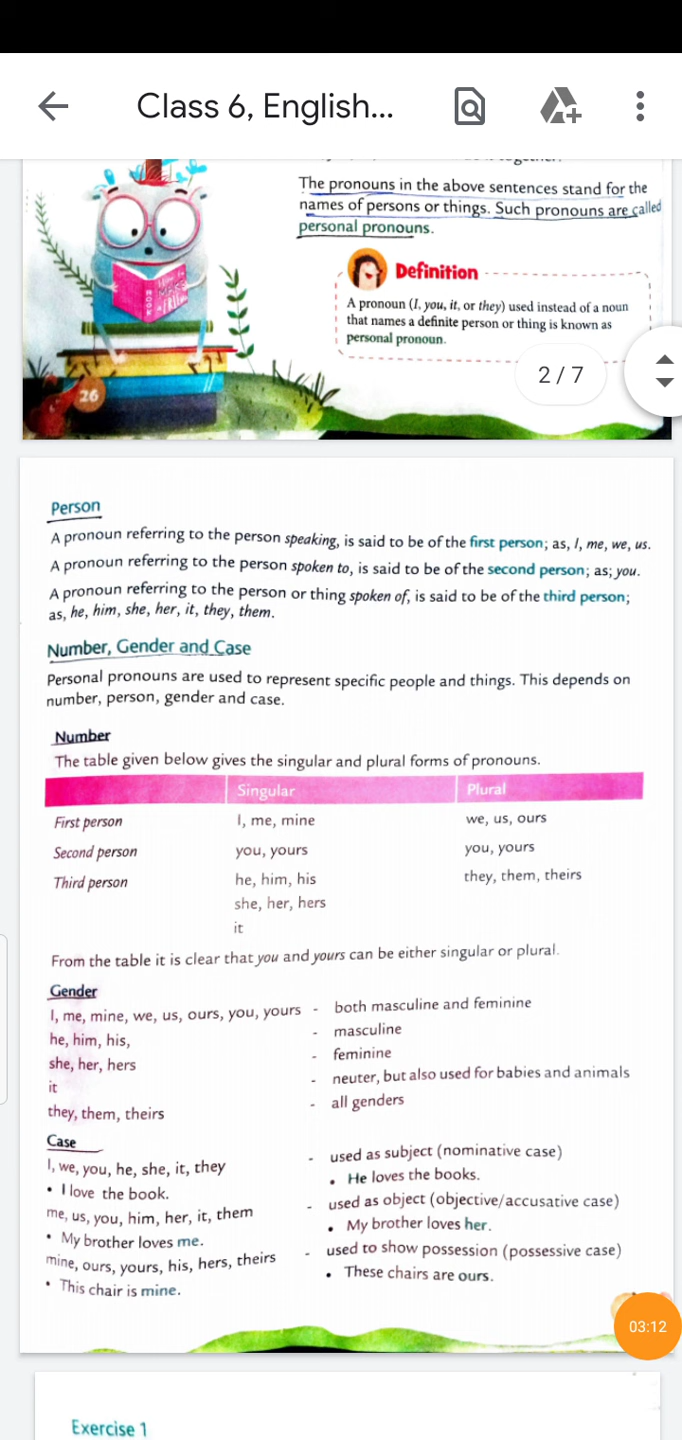 Class 6, English...
The pronouns in the above sentences stand for the
names of persons or things. Such pronouns are called
personal pronouns.
Definition
A pronoun (I, you, it, or they) used instead of a noun
that names a definite person or thing is known as
personal pronoun.
2 / 7
26
Person
A pronoun referring to the person speaking, is said to be of the first person; as, I, me, we, us.
A pronoun referring to the person spoken to, is said to be of the second person; as; you.
A pronoun referring to the person or thing spoken of, is said to be of the third person;
as, he, him, she, her, it, they, them.
Number, Gender and Case
Personal pronouns are used to represent specific people and things. This depends on
number, person, gender and case.
Number
The table given below gives the singular and plural forms of pronouns.
Singular Plural
First person I, me, mine we, us, ours
Second person you, yours you, yours
Third person he, him, his they, them, theirs
she, her, hers
it
From the table it is clear that you and yours can be either singular or plural.
Gender
I, me, mine, we, us, ours, you, yours - both masculine and feminine
he, him, his, - masculine
she, her, hers - feminine
it - neuter, but also used for babies and animals
they, them, theirs - all genders
Case
I, we, you, he, she, it, they - used as subject (nominative case)
• I love the book. • He loves the books.
me, us, you, him, her, it, them - used as object (objective/accusative case)
• My brother loves me. • My brother loves her.
mine, ours, yours, his, hers, theirs - used to show possession (possessive case)
• This chair is mine. • These chairs are ours.
03:12
Exercise 1